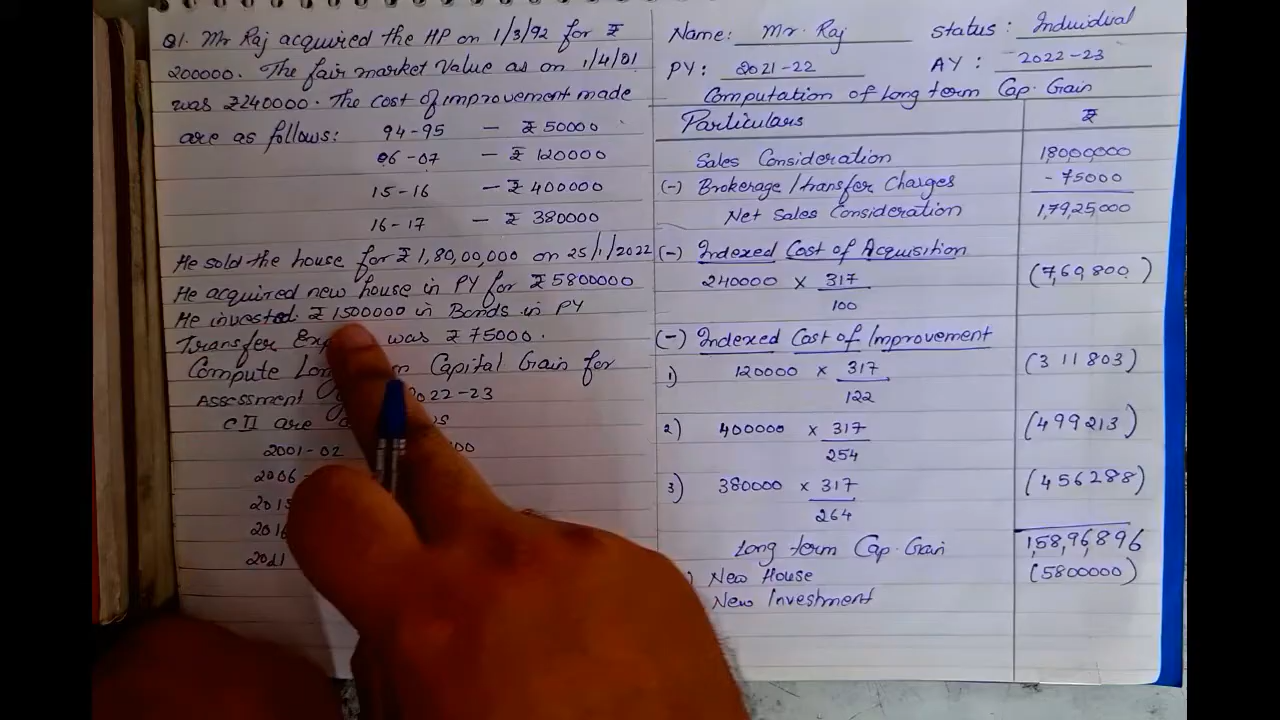 Q1. Mr Raj acquired the HP on 1/3/92 for ₹
200000. The fair market value as on 1/4/01
was ₹240000. The cost of improvement made
are as follows: 94-95 - ₹ 50000
06-07 - ₹ 120000
15-16 - ₹ 400000
16-17 - ₹ 380000
He sold the house for ₹ 1,80,00,000 on 25/1/2022
He acquired new house in PY for ₹ 5800000
He invested ₹ 1500000 in Bonds in PY
Transfer was ₹ 75000.
Compute Capital Gain for
Assessment 2022-23
CII are
2001-02
2006
2021
Name: Mr. Raj Status: Individual
PY: 2021-22 AY: 2022-23
Computation of Long term Cap. Gain
Particulars ₹
Sales Consideration 18000000
(-) Brokerage/transfer Charges - 75000
Net Sales Consideration 1,79,25,000
(-) Indexed Cost of Acquisition
240000 × 317 (7,60,800)
100
(-) Indexed Cost of Improvement
1) 120000 × 317 (311803)
122
2) 400000 × 317 (499213)
254
3) 380000 × 317 (456288)
264
Long term Cap. Gain 1,58,96,896
New House (5800000)
New Investment